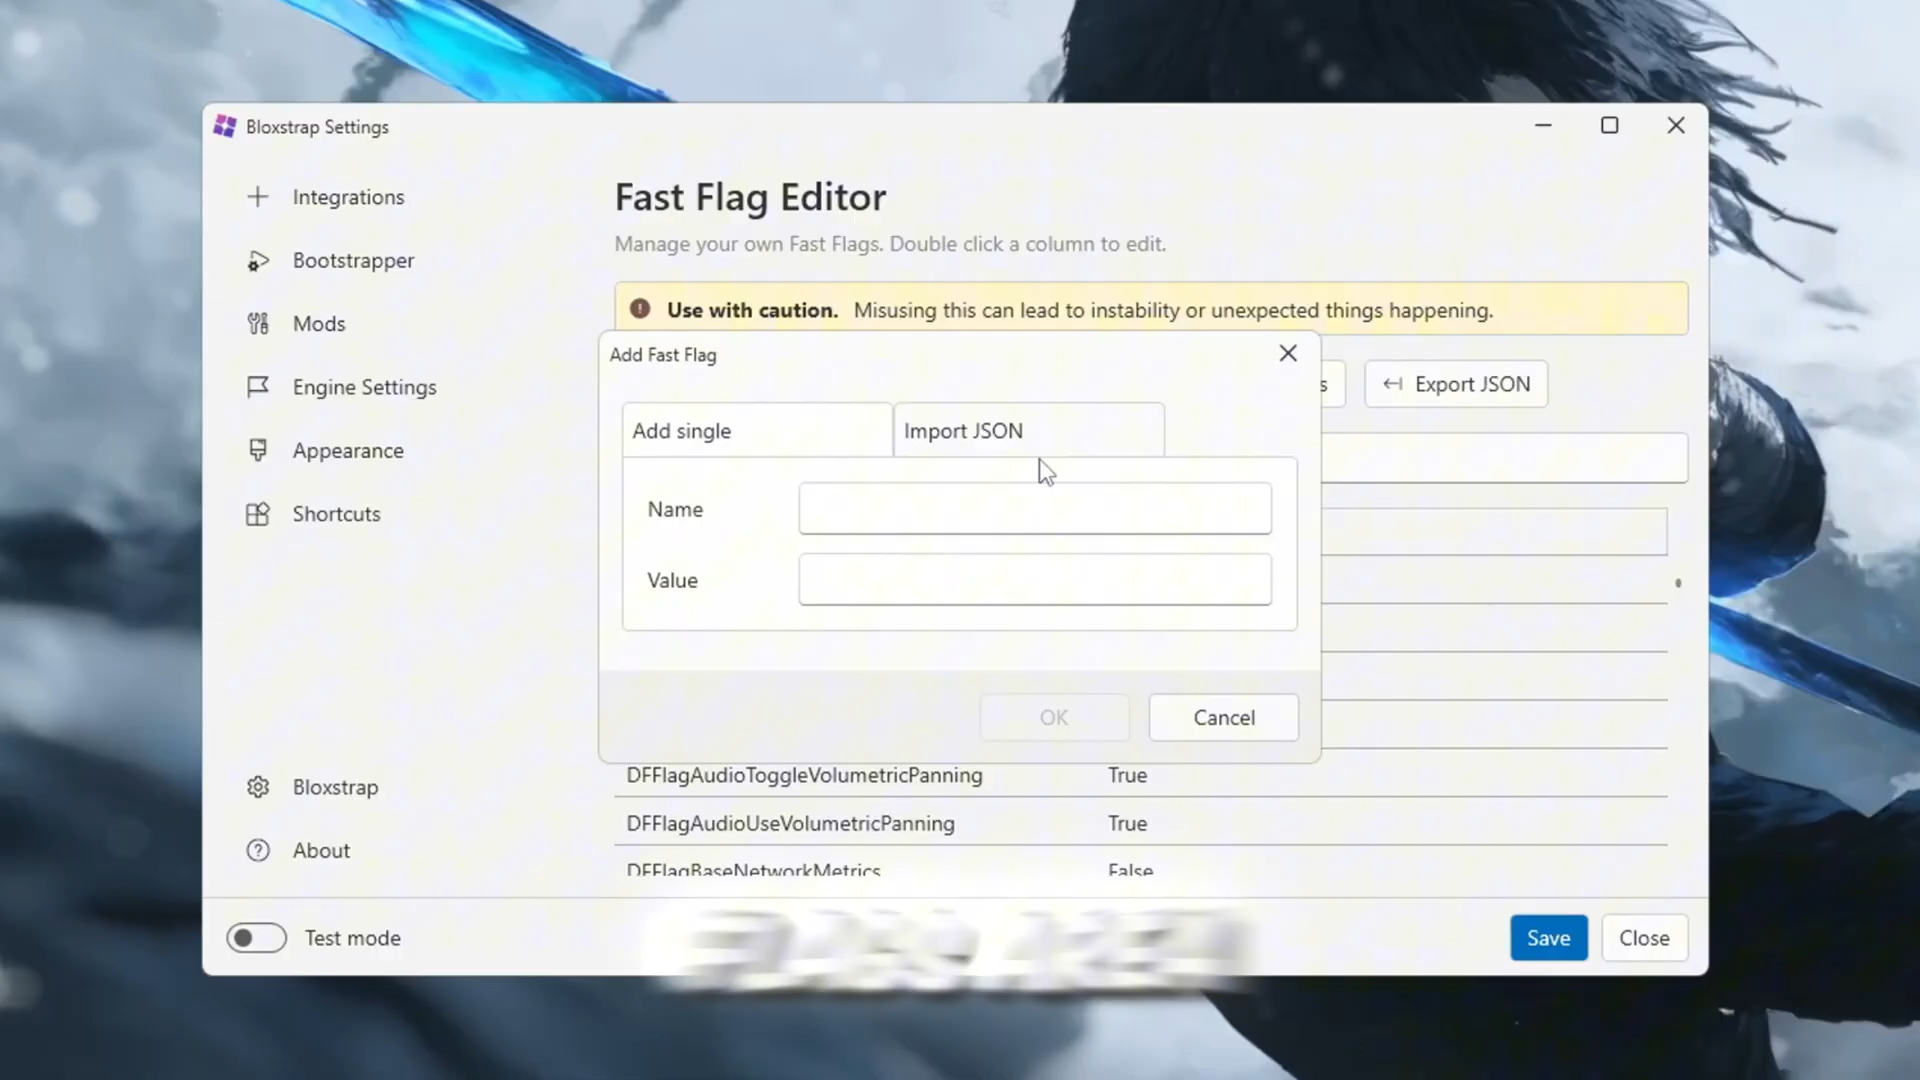 Bloxstrap Settings
Integrations
Bootstrapper
Mods
Engine Settings
Appearance
Shortcuts
Bloxstrap
About
Test mode
Fast Flag Editor
Manage your own Fast Flags. Double click a column to edit.
Use with caution. Misusing this can lead to instability or unexpected things happening.
s
Export JSON
Add Fast Flag
Add single
Import JSON
Name
Value
OK
Cancel
DFFlagAudioToggleVolumetricPanning True
DFFlagAudioUseVolumetricPanning True
DFFlagBaseNetworkMetrics False
Save
Close